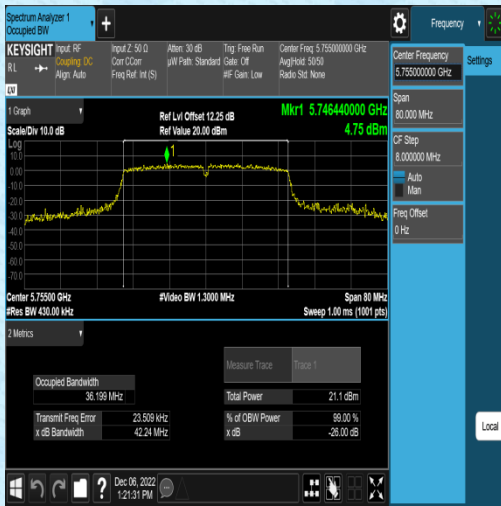 Spectrum Analyzer 1
Occupied BW
Frequency
KEYSIGHT
Input: RF
Coupling: DC
Align: Auto
Input Z: 50 Ω
Corr CCorr
Freq Ref: Int (S)
Atten: 30 dB
µW Path: Standard
Trig: Free Run
Gate: Off
#IF Gain: Low
Center Freq: 5.755000000 GHz
Avg|Hold: 50/50
Radio Std: None
RL
LXI
Center Frequency
5.755000000 GHz
Settings
Span
80.000 MHz
CF Step
8.000000 MHz
Auto
Man
Freq Offset
0 Hz
Local
1 Graph
Scale/Div 10.0 dB
Ref Lvl Offset 12.25 dB
Ref Value 20.00 dBm
Mkr1 5.746440000 GHz
4.75 dBm
Log
10.0
0.00
-10.0
-20.0
-30.0
-40.0
-50.0
-60.0
-70.0
1
Center 5.75500 GHz
#Video BW 1.3000 MHz
Span 80 MHz
#Res BW 430.00 kHz
Sweep 1.00 ms (1001 pts)
2 Metrics
Measure Trace
Trace 1
Occupied Bandwidth
36.199 MHz
Total Power
21.1 dBm
Transmit Freq Error
23.509 kHz
% of OBW Power
99.00 %
x dB Bandwidth
42.24 MHz
x dB
-26.00 dB
?
Dec 06, 2022
1:21:31 PM